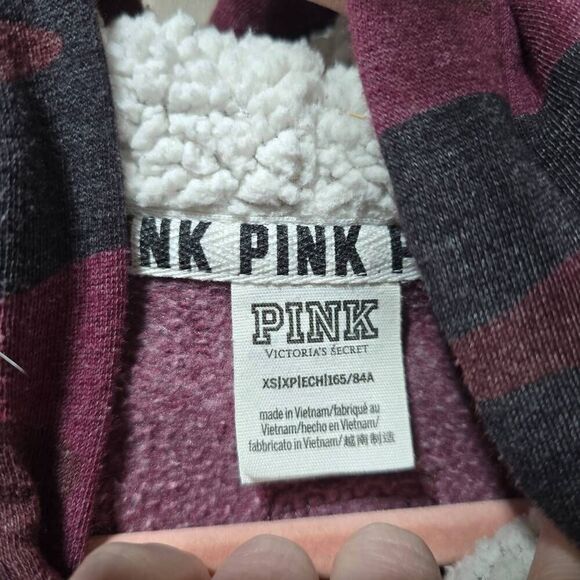 NK PINK P
PINK
VICTORIA'S SECRET
XS|XP|ECH|165/84A
made in Vietnam/fabriqué au
Vietnam/hecho en Vietnam/
fabbricato in Vietnam/越南制造